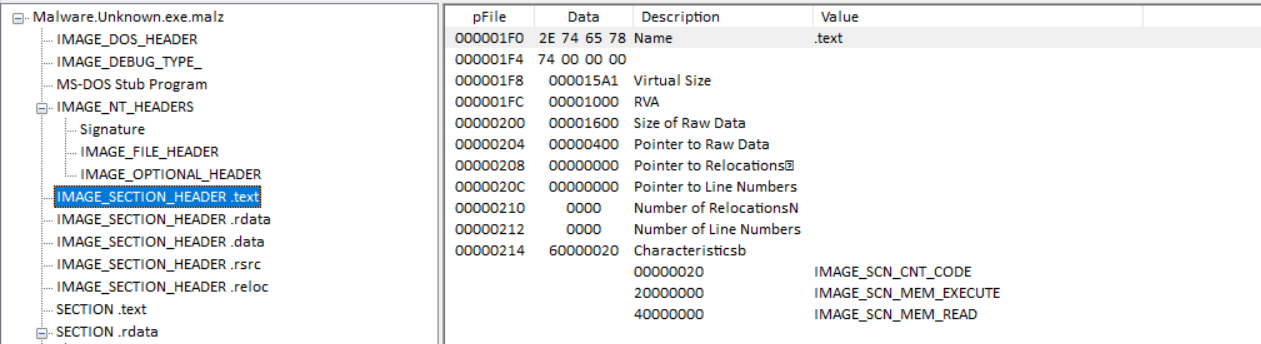 Malware.Unknown.exe.malz
IMAGE_DOS_HEADER
IMAGE_DEBUG_TYPE_
MS-DOS Stub Program
IMAGE_NT_HEADERS
Signature
IMAGE_FILE_HEADER
IMAGE_OPTIONAL_HEADER
IMAGE_SECTION_HEADER .text
IMAGE_SECTION_HEADER .rdata
IMAGE_SECTION_HEADER .data
IMAGE_SECTION_HEADER .rsrc
IMAGE_SECTION_HEADER .reloc
SECTION .text
SECTION .rdata
pFile Data Description Value
000001F0 2E 74 65 78 Name .text
000001F4 74 00 00 00
000001F8 000015A1 Virtual Size
000001FC 00001000 RVA
00000200 00001600 Size of Raw Data
00000204 00000400 Pointer to Raw Data
00000208 00000000 Pointer to Relocations⍰
0000020C 00000000 Pointer to Line Numbers
00000210 0000 Number of RelocationsN
00000212 0000 Number of Line Numbers
00000214 60000020 Characteristicsb
00000020 IMAGE_SCN_CNT_CODE
20000000 IMAGE_SCN_MEM_EXECUTE
40000000 IMAGE_SCN_MEM_READ